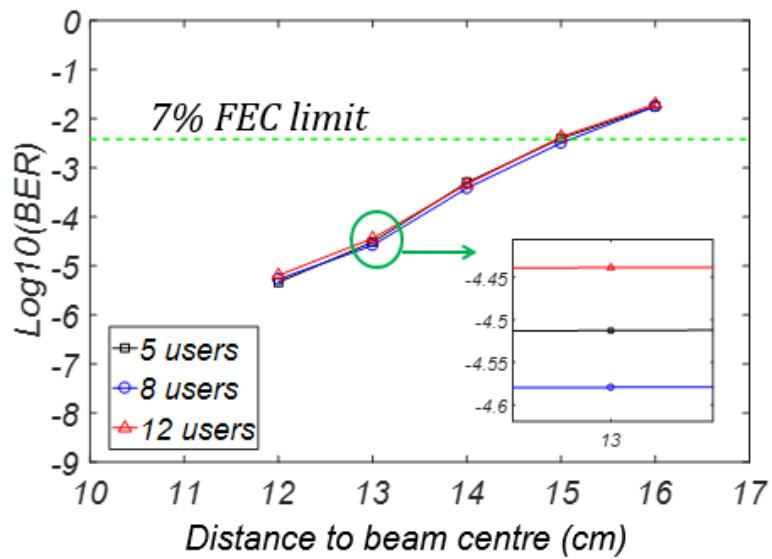 0
-1
-2
-3
-4
-5
-6
-7
-8
-9
Log10(BER)
7% FEC limit
5 users
8 users
12 users
-4.45
-4.5
-4.55
-4.6
13
10 11 12 13 14 15 16 17
Distance to beam centre (cm)